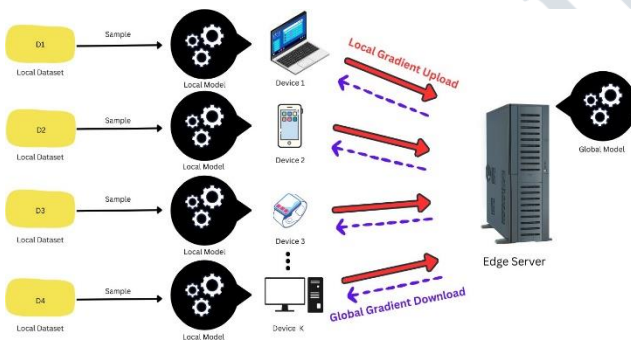 D1
Sample
Local Dataset
Local Model
Device 1
Local Gradient Upload
D2
Sample
Local Dataset
Local Model
Device 2
Global Model
D3
Sample
Local Dataset
Local Model
Device 3
Edge Server
D4
Sample
Local Dataset
Local Model
Device K
Global Gradient Download